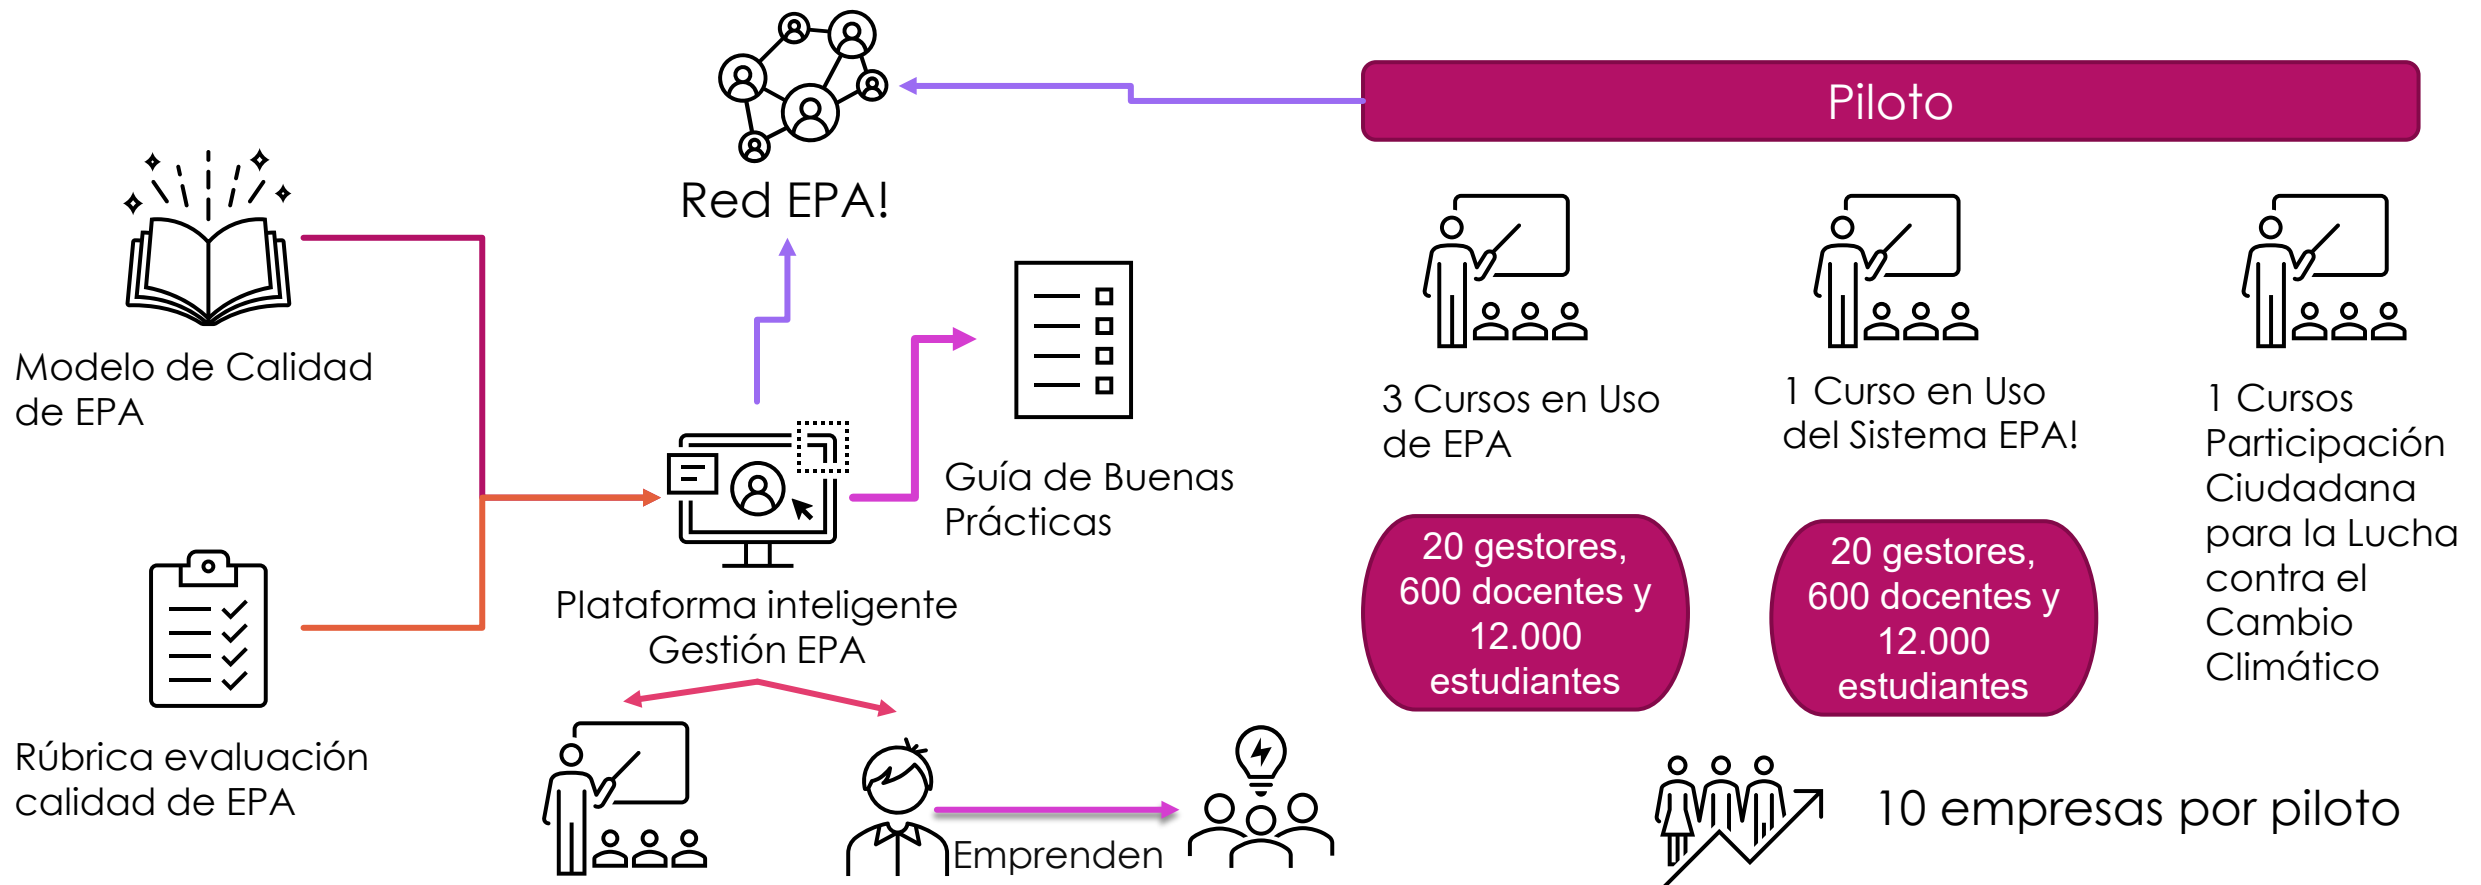 Piloto
Red EPA!
Modelo de Calidad
de EPA
Guía de Buenas
Prácticas
Plataforma inteligente
Gestión EPA
Rúbrica evaluación
calidad de EPA
Emprenden
3 Cursos en Uso
de EPA
1 Curso en Uso
del Sistema EPA!
1 Cursos
Participación
Ciudadana
para la Lucha
contra el
Cambio
Climático
20 gestores,
600 docentes y
12.000
estudiantes
20 gestores,
600 docentes y
12.000
estudiantes
10 empresas por piloto